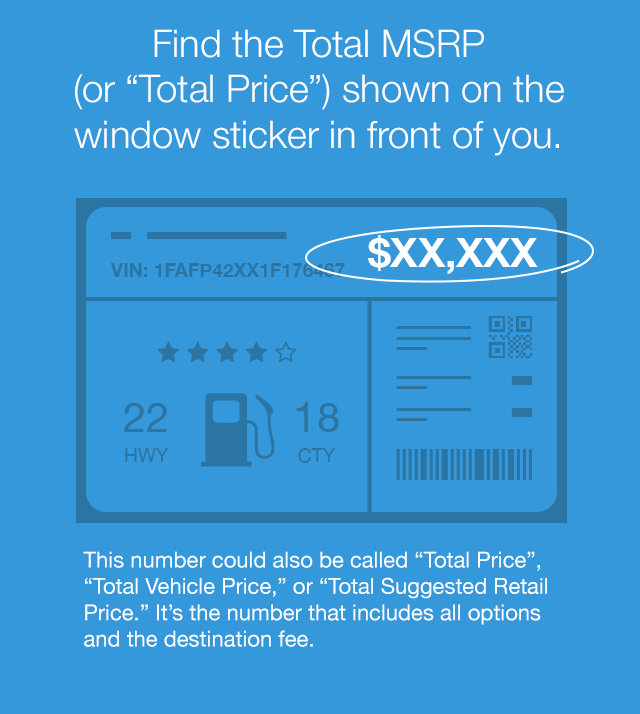 Find the Total MSRP
(or “Total Price”) shown on the
window sticker in front of you.
$XX,XXX
VIN: 1FAFP42XX1F176467
22
HWY
18
CTY
This number could also be called “Total Price”,
“Total Vehicle Price,” or “Total Suggested Retail
Price.” It’s the number that includes all options
and the destination fee.